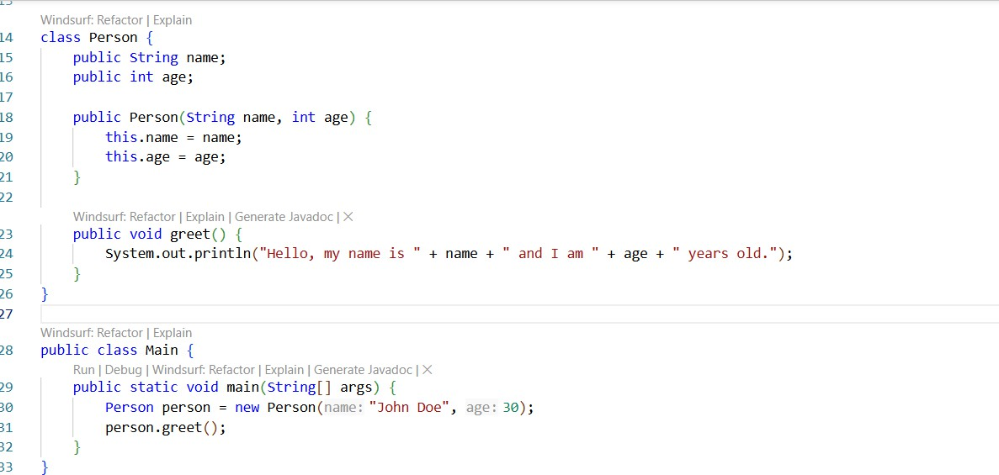 13
Windsurf: Refactor | Explain
14 class Person {
15     public String name;
16     public int age;
17
18     public Person(String name, int age) {
19         this.name = name;
20         this.age = age;
21     }
22
Windsurf: Refactor | Explain | Generate Javadoc | ✕
23     public void greet() {
24         System.out.println("Hello, my name is " + name + " and I am " + age + " years old.");
25     }
26 }
27
Windsurf: Refactor | Explain
28 public class Main {
Run | Debug | Windsurf: Refactor | Explain | Generate Javadoc | ✕
29     public static void main(String[] args) {
30         Person person = new Person(name: "John Doe", age: 30);
31         person.greet();
32     }
33 }